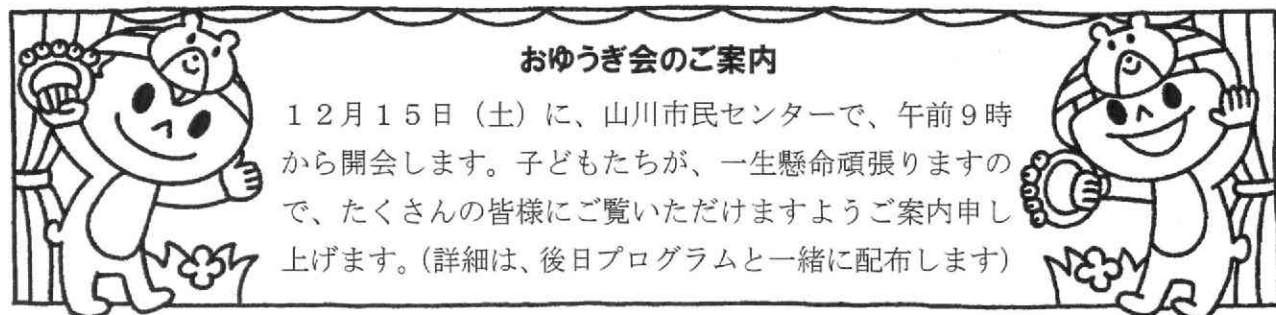 おゆうぎ会のご案内
１２月１５日（土）に、山川市民センターで、午前９時
から開会します。子どもたちが、一生懸命頑張りますの
で、たくさんの皆様にご覧いただけますようご案内申し
上げます。（詳細は、後日プログラムと一緒に配布します）